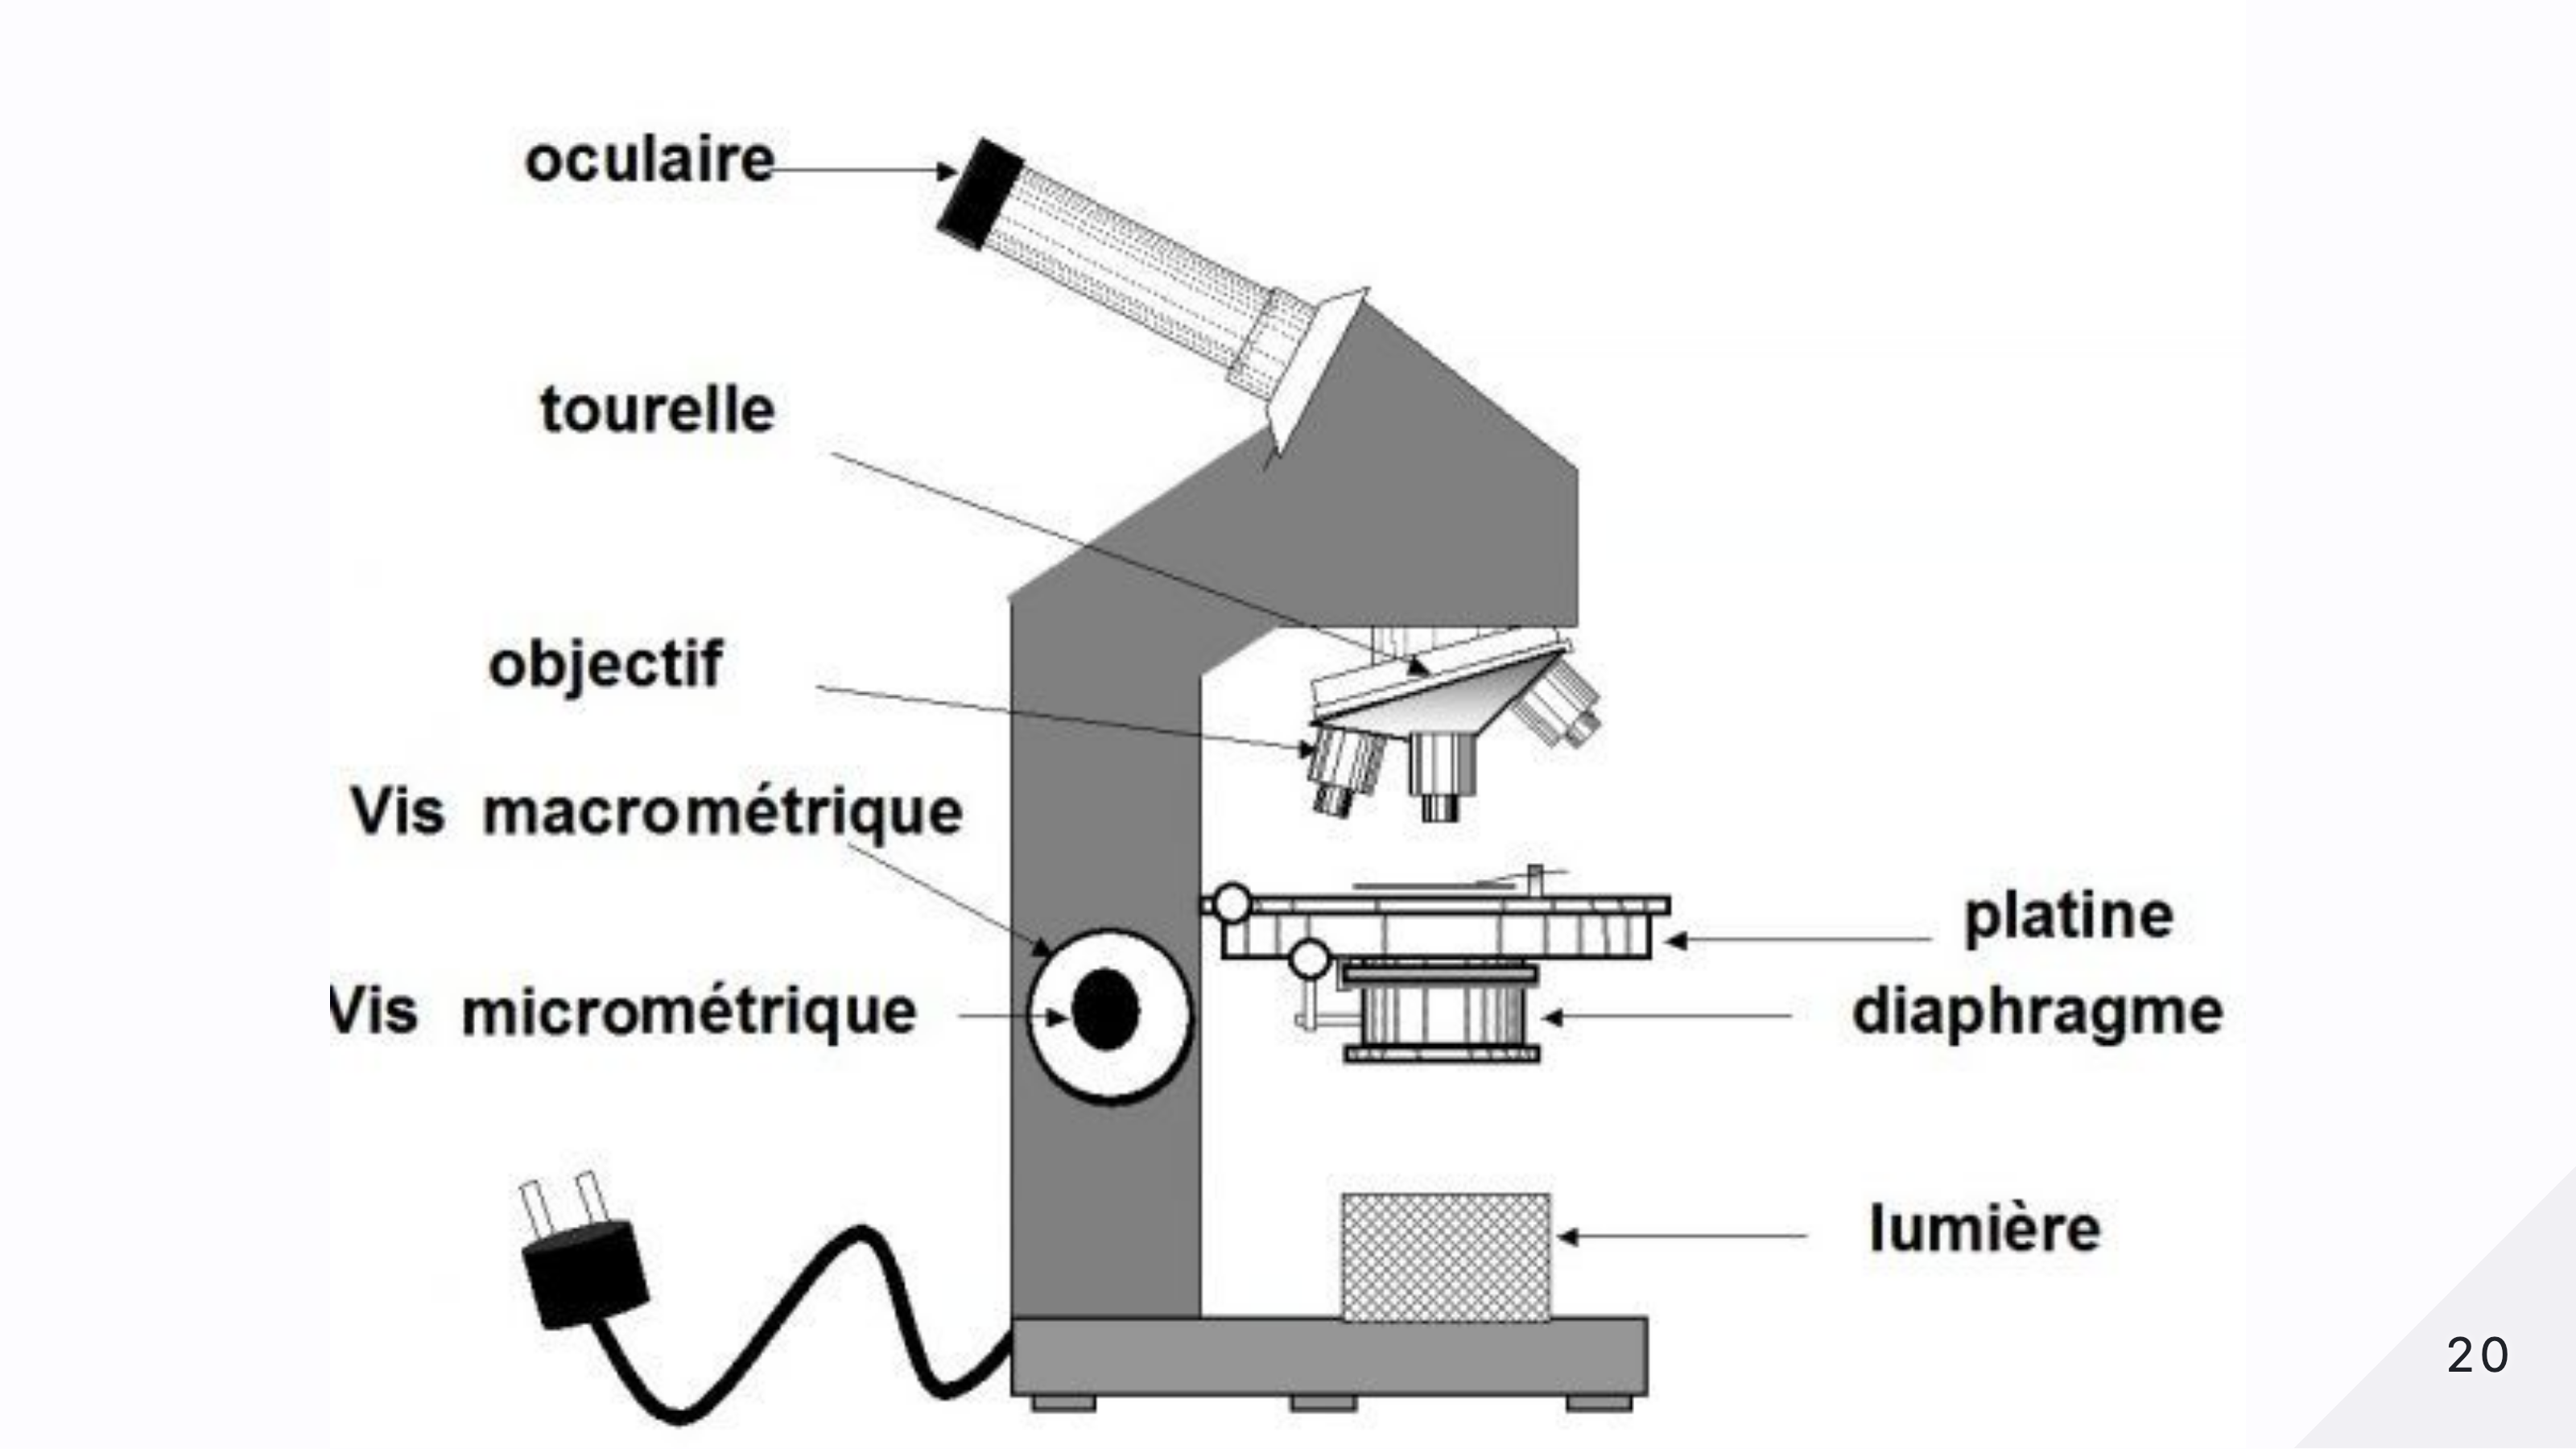 oculaire
tourelle
objectif
Vis macrométrique
Vis micrométrique
platine
diaphragme
lumière
20